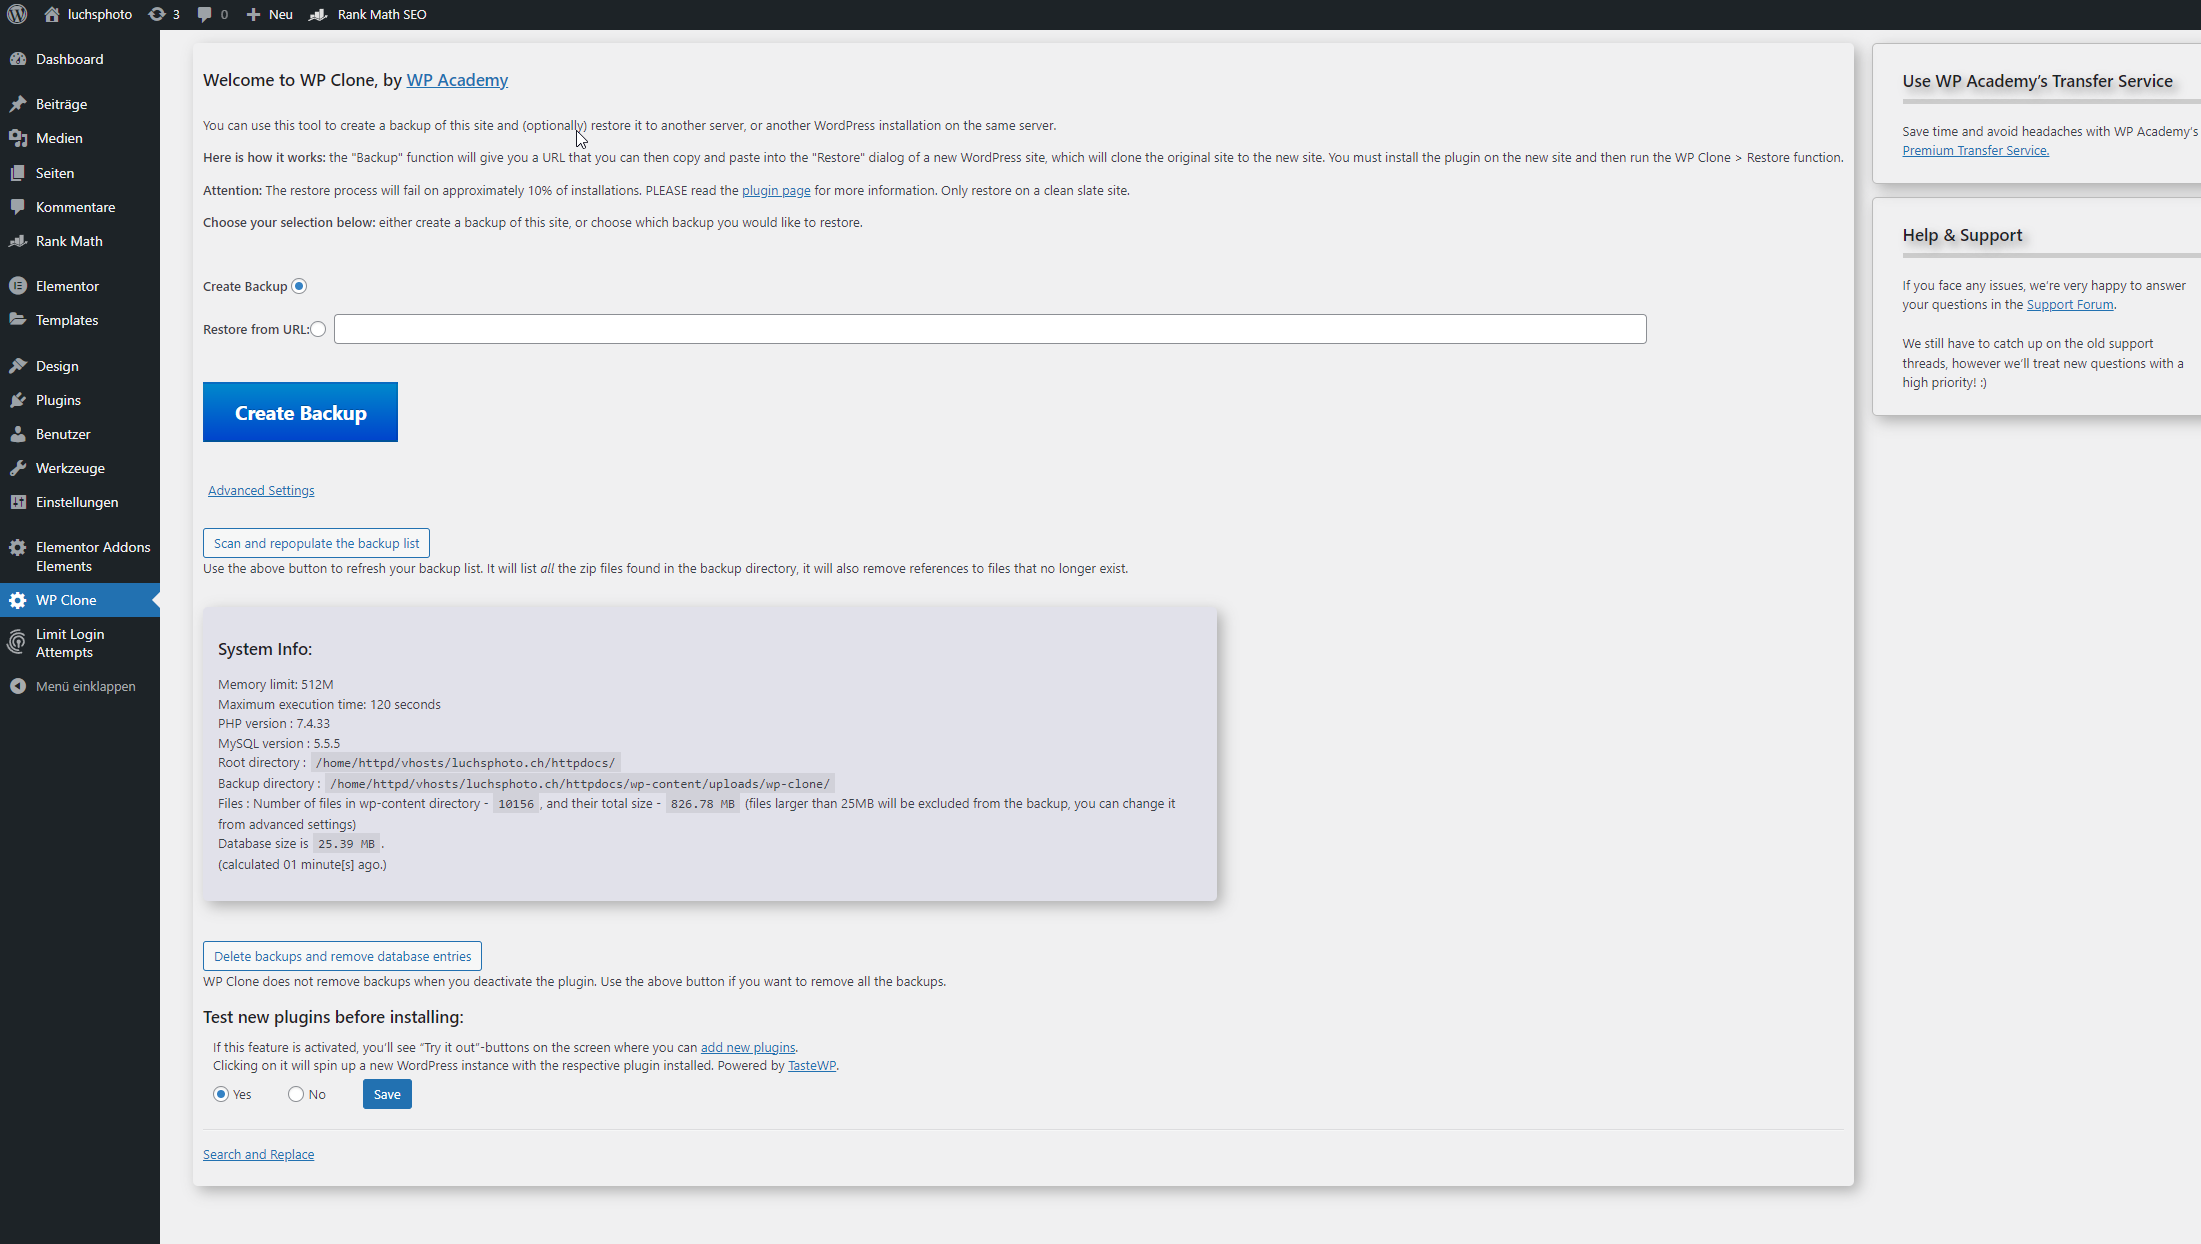 luchsphoto 3 0 Neu Rank Math SEO
Dashboard
Beiträge
Medien
Seiten
Kommentare
Rank Math
Elementor
Templates
Design
Plugins
Benutzer
Werkzeuge
Einstellungen
Elementor Addons
Elements
WP Clone
Limit Login
Attempts
Menü einklappen
Welcome to WP Clone, by WP Academy
You can use this tool to create a backup of this site and (optionally) restore it to another server, or another WordPress installation on the same server.
Here is how it works: the "Backup" function will give you a URL that you can then copy and paste into the "Restore" dialog of a new WordPress site, which will clone the original site to the new site. You must install the plugin on the new site and then run the WP Clone > Restore function.
Attention: The restore process will fail on approximately 10% of installations. PLEASE read the plugin page for more information. Only restore on a clean slate site.
Choose your selection below: either create a backup of this site, or choose which backup you would like to restore.
Create Backup
Restore from URL:
Create Backup
Advanced Settings
Scan and repopulate the backup list
Use the above button to refresh your backup list. It will list all the zip files found in the backup directory, it will also remove references to files that no longer exist.
System Info:
Memory limit: 512M
Maximum execution time: 120 seconds
PHP version : 7.4.33
MySQL version : 5.5.5
Root directory : /home/httpd/vhosts/luchsphoto.ch/httpdocs/
Backup directory : /home/httpd/vhosts/luchsphoto.ch/httpdocs/wp-content/uploads/wp-clone/
Files : Number of files in wp-content directory - 10156 , and their total size - 826.78 MB (files larger than 25MB will be excluded from the backup, you can change it
from advanced settings)
Database size is 25.39 MB .
(calculated 01 minute[s] ago.)
Delete backups and remove database entries
WP Clone does not remove backups when you deactivate the plugin. Use the above button if you want to remove all the backups.
Test new plugins before installing:
If this feature is activated, you'll see "Try it out"-buttons on the screen where you can add new plugins.
Clicking on it will spin up a new WordPress instance with the respective plugin installed. Powered by TasteWP.
Yes No Save
Search and Replace
Use WP Academy's Transfer Service
Save time and avoid headaches with WP Academy's
Premium Transfer Service.
Help & Support
If you face any issues, we're very happy to answer
your questions in the Support Forum.
We still have to catch up on the old support
threads, however we'll treat new questions with a
high priority! :)